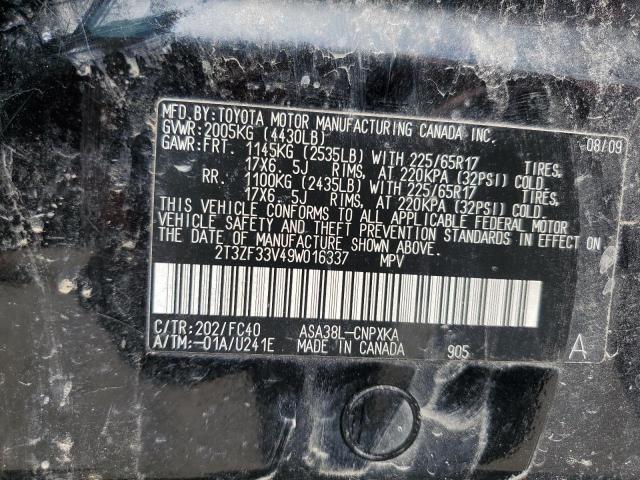 MFD. BY: TOYOTA MOTOR MANUFACTURING CANADA INC.
GVWR: 2005KG (4430LB) 08/09
GAWR: FRT. 1145KG (2535LB) WITH 225/65R17 TIRES,
17X6. 5J RIMS, AT 220KPA (32PSI) COLD.
RR. 1100KG (2435LB) WITH 225/65R17 TIRES,
17X6. 5J RIMS, AT 220KPA (32PSI) COLD.
THIS VEHICLE CONFORMS TO ALL APPLICABLE FEDERAL MOTOR
VEHICLE SAFETY AND THEFT PREVENTION STANDARDS IN EFFECT ON
THE DATE OF MANUFACTURE SHOWN ABOVE.
2T3ZF33V49W016337 MPV
C/TR: 202/FC40 ASA38L-CNPXKA
A/TM: -01A/U241E MADE IN CANADA 905 A